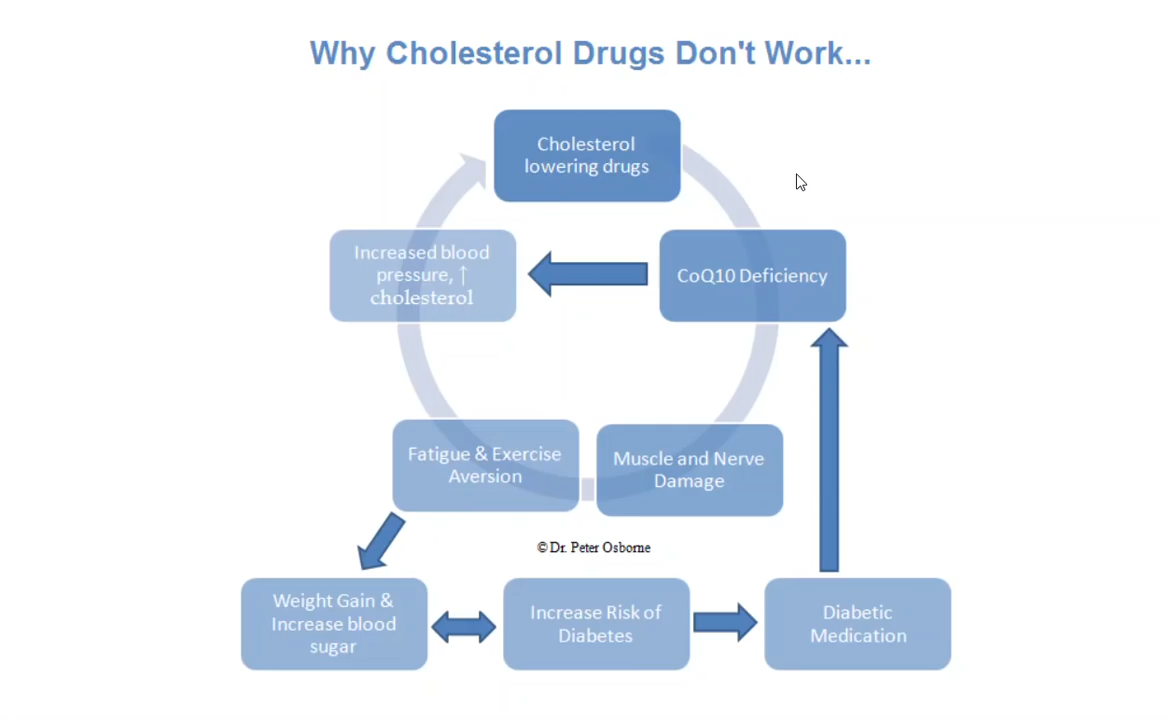 Why Cholesterol Drugs Don't Work...
Cholesterol
lowering drugs
Increased blood
pressure, ↑
cholesterol
CoQ10 Deficiency
Fatigue & Exercise
Aversion
Muscle and Nerve
Damage
© Dr. Peter Osborne
Weight Gain &
Increase blood
sugar
Increase Risk of
Diabetes
Diabetic
Medication